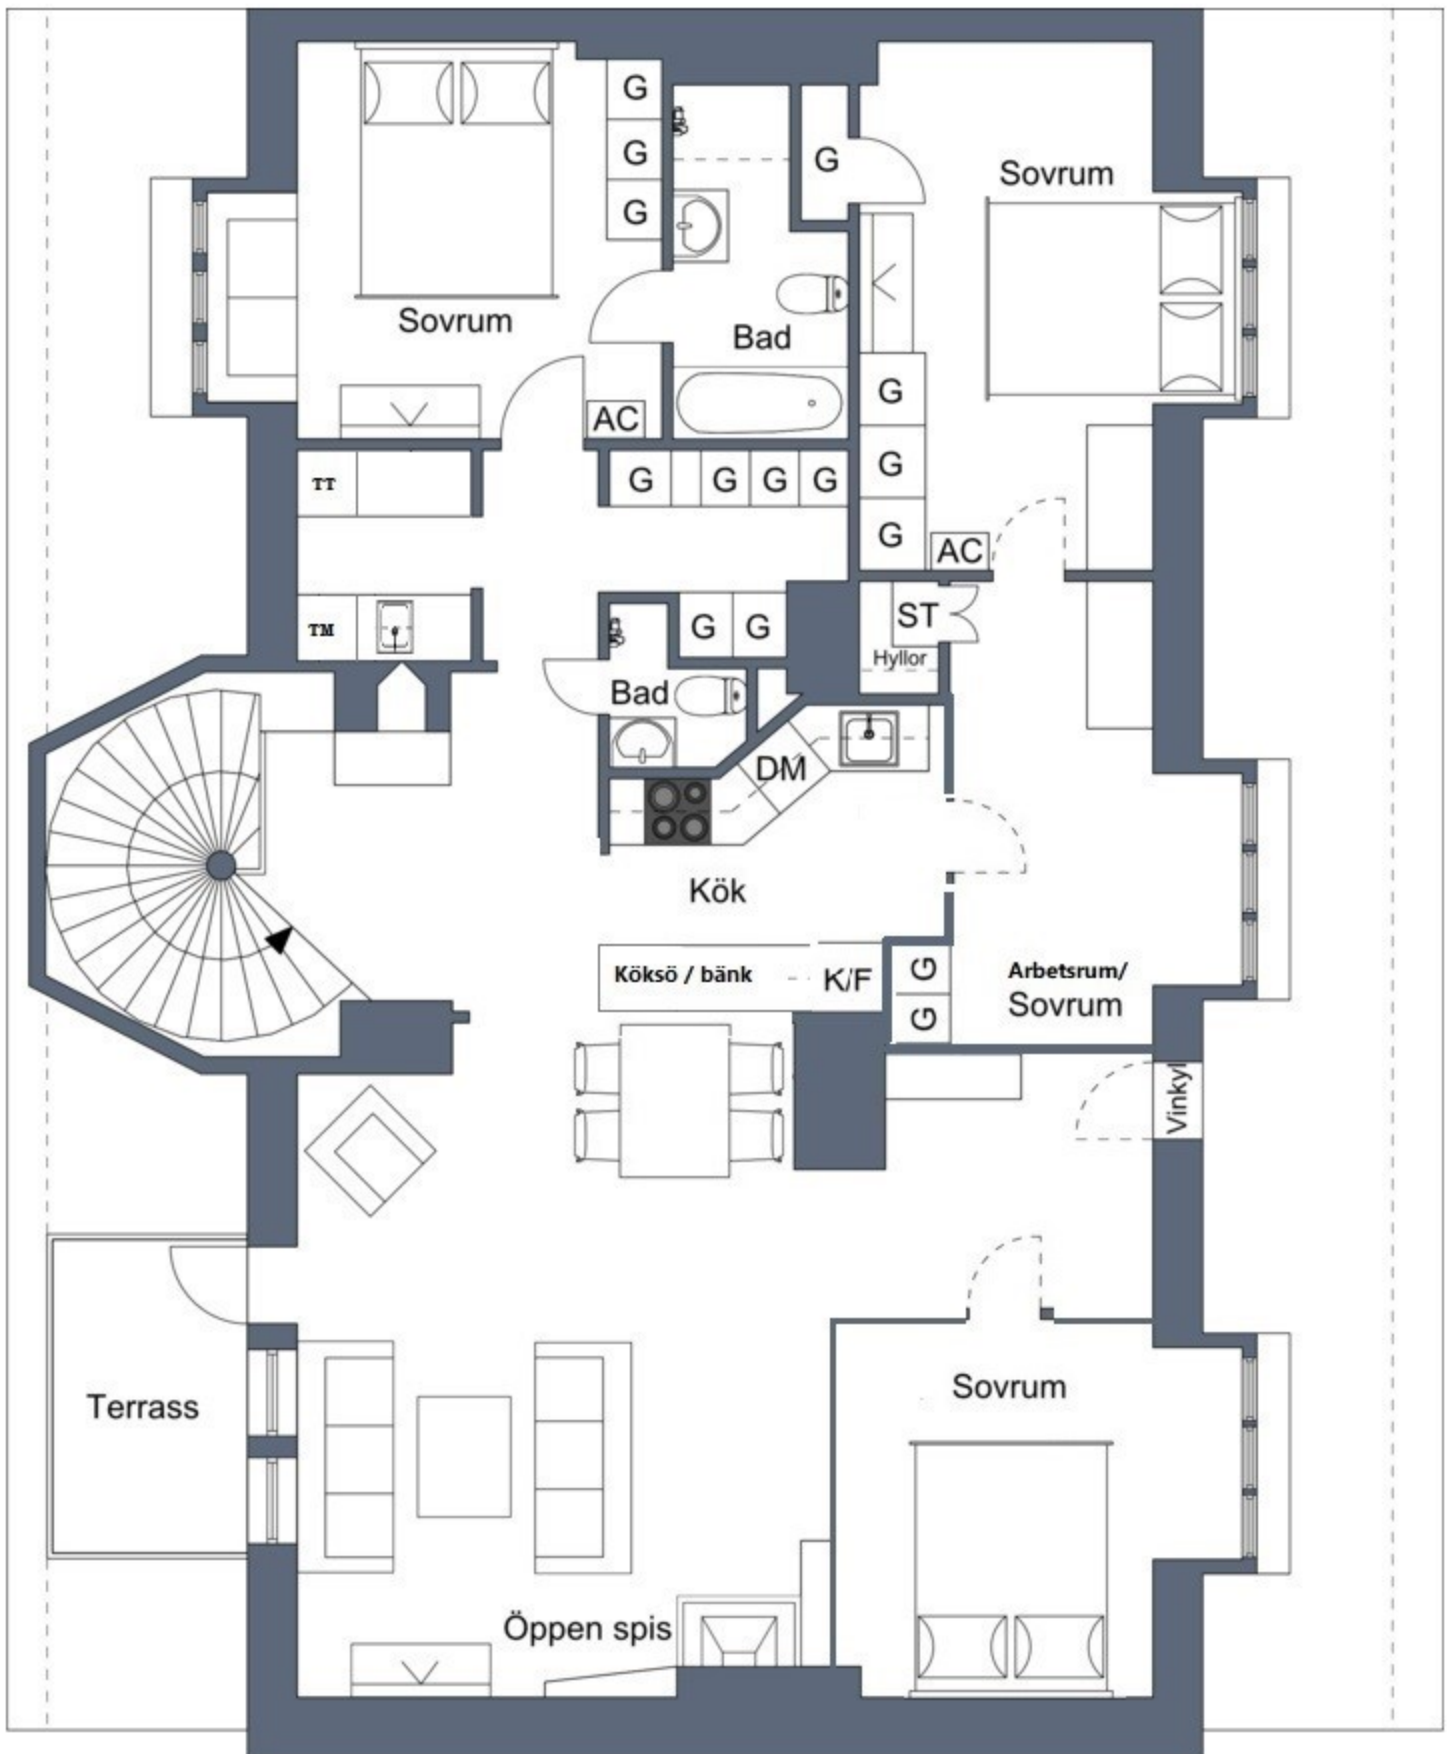 G
G
G
G
Sovrum
Sovrum
Bad
G
AC
G
TT
G
G
G
G
G
AC
TM
G
G
ST
Hyllor
Bad
DM
Kök
Köksö / bänk
K/F
G
G
Arbetsrum/
Sovrum
Vinkyl
Terrass
Sovrum
Öppen spis